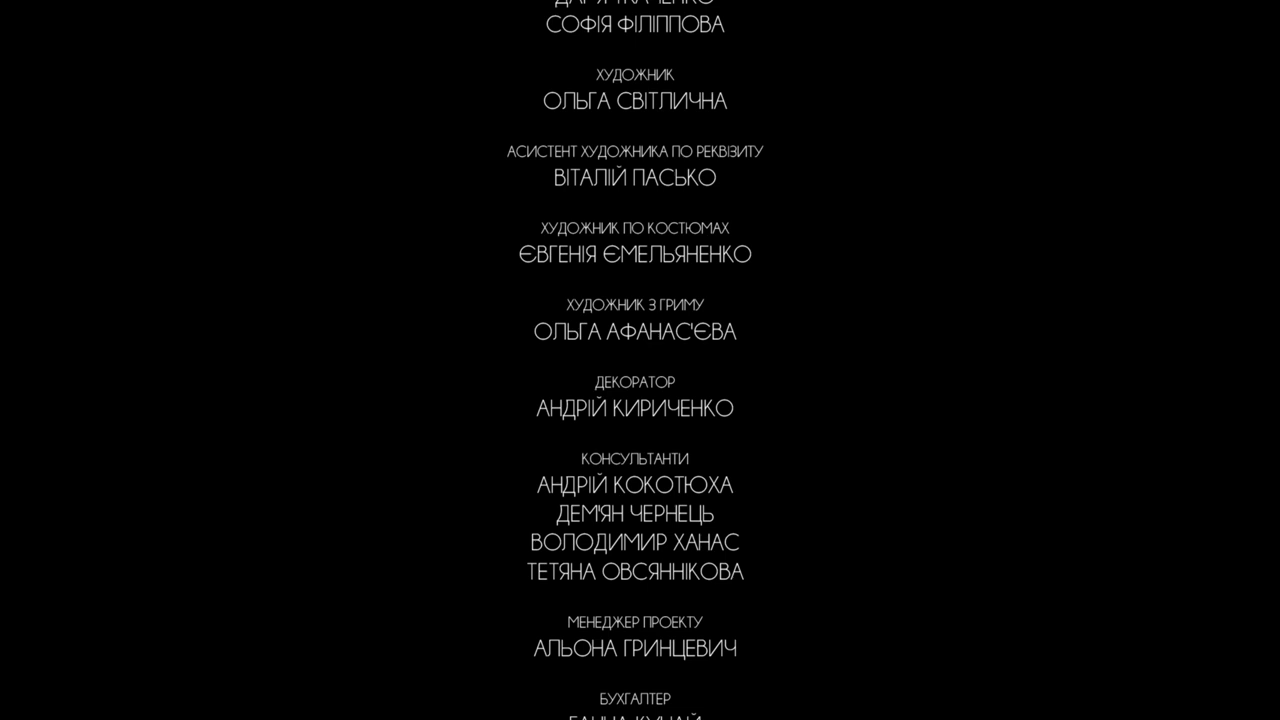 СОФІЯ ФІЛІППОВА
ХУДОЖНИК
ОЛЬГА СВІТЛИЧНА
АСИСТЕНТ ХУДОЖНИКА ПО РЕКВІЗИТУ
ВІТАЛІЙ ПАСЬКО
ХУДОЖНИК ПО КОСТЮМАХ
ЄВГЕНІЯ ЄМЕЛЬЯНЕНКО
ХУДОЖНИК З ГРИМУ
ОЛЬГА АФАНАС'ЄВА
ДЕКОРАТОР
АНДРІЙ КИРИЧЕНКО
КОНСУЛЬТАНТИ
АНДРІЙ КОКОТЮХА
ДЕМ'ЯН ЧЕРНЕЦЬ
ВОЛОДИМИР ХАНАС
ТЕТЯНА ОВСЯННІКОВА
МЕНЕДЖЕР ПРОЕКТУ
АЛЬОНА ГРИНЦЕВИЧ
БУХГАЛТЕР